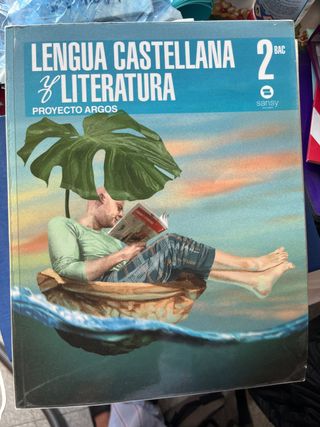 LENGUA CASTELLANA
y LITERATURA
PROYECTO ARGOS
2 BAC
sansy